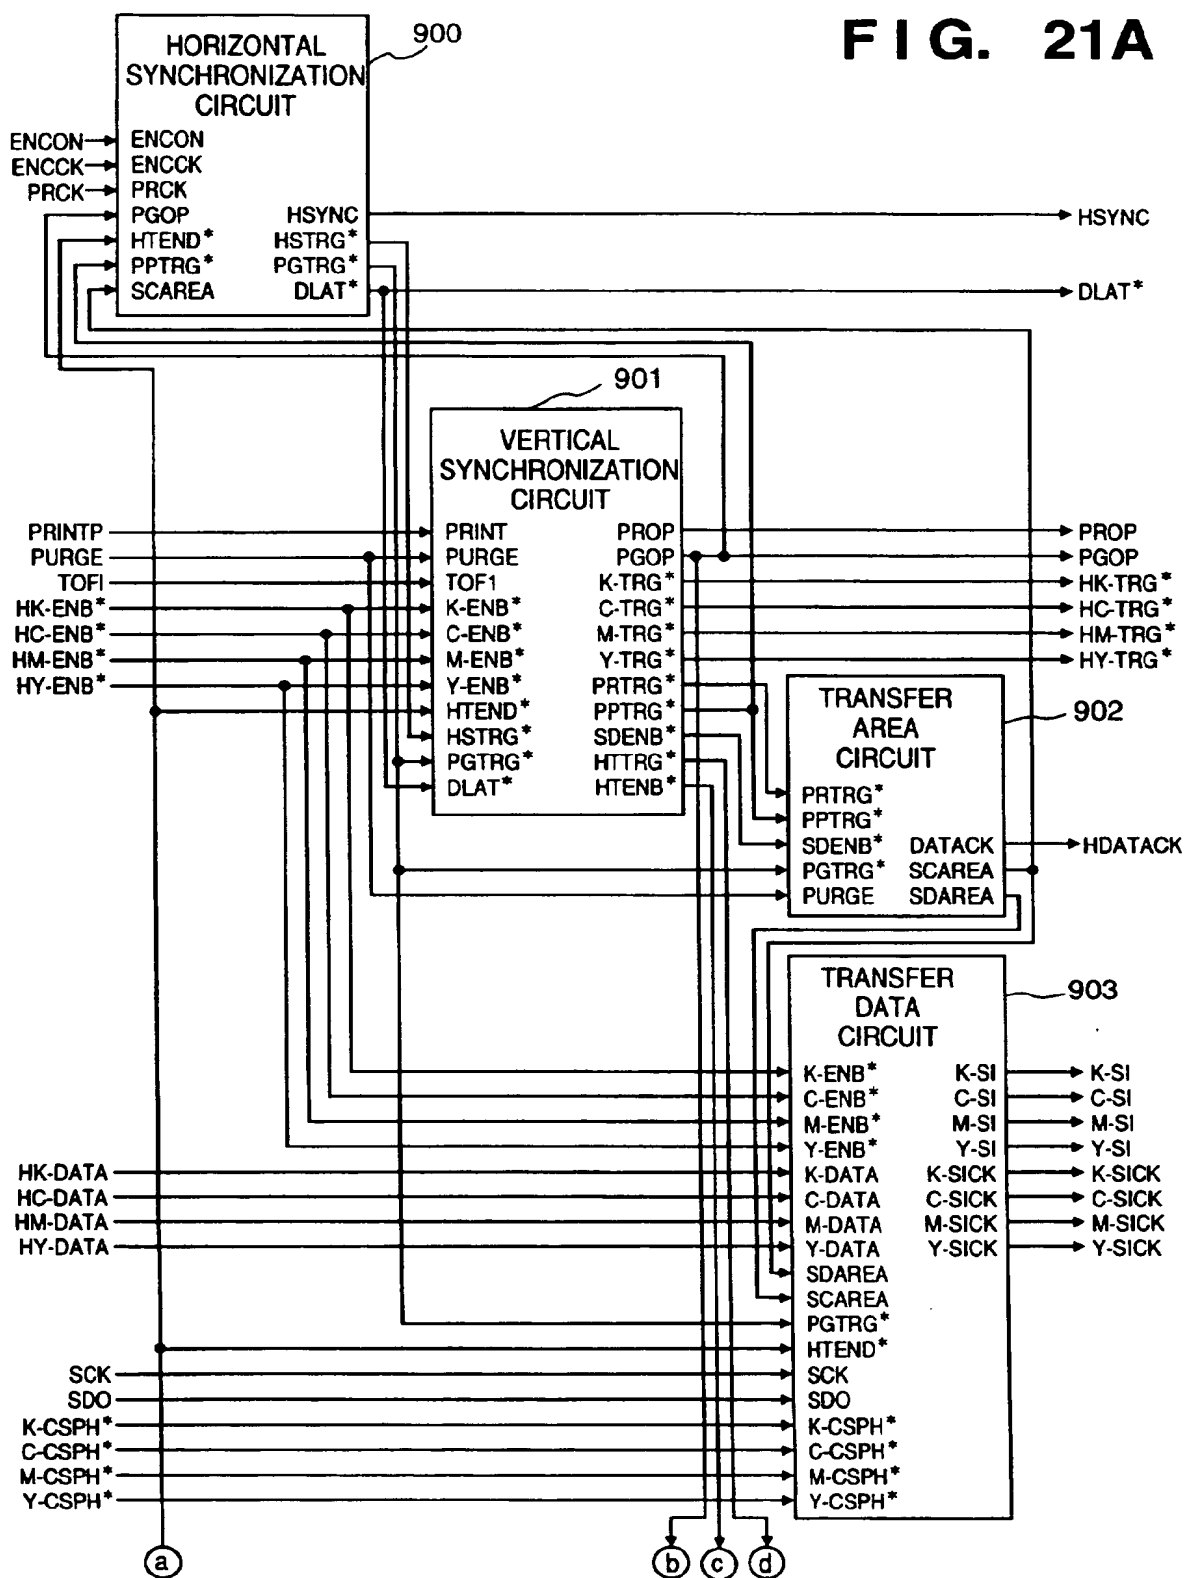 FIG. 21A
900
HORIZONTAL
SYNCHRONIZATION
CIRCUIT
ENCON ENCON
ENCCK ENCCK
PRCK PRCK
PGOP HSYNC HSYNC
HTEND* HSTRG*
PPTRG* PGTRG*
SCAREA DLAT* DLAT*
901
VERTICAL
SYNCHRONIZATION
CIRCUIT
PRINTP PRINT PROP PROP
PURGE PURGE PGOP PGOP
TOFI TOF1 K-TRG* HK-TRG*
HK-ENB* K-ENB* C-TRG* HC-TRG*
HC-ENB* C-ENB* M-TRG* HM-TRG*
HM-ENB* M-ENB* Y-TRG* HY-TRG*
HY-ENB* Y-ENB* PRTRG*
HTEND* PPTRG*
HSTRG* SDENB*
PGTRG* HTTRG*
DLAT* HTENB*
902
TRANSFER
AREA
CIRCUIT
PRTRG*
PPTRG*
SDENB* DATACK HDATACK
PGTRG* SCAREA
PURGE SDAREA
903
TRANSFER
DATA
CIRCUIT
K-ENB* K-SI K-SI
C-ENB* C-SI C-SI
M-ENB* M-SI M-SI
Y-ENB* Y-SI Y-SI
HK-DATA K-DATA K-SICK K-SICK
HC-DATA C-DATA C-SICK C-SICK
HM-DATA M-DATA M-SICK M-SICK
HY-DATA Y-DATA Y-SICK Y-SICK
SDAREA
SCAREA
PGTRG*
HTEND*
SCK SCK
SDO SDO
K-CSPH* K-CSPH*
C-CSPH* C-CSPH*
M-CSPH* M-CSPH*
Y-CSPH* Y-CSPH*
a b c d